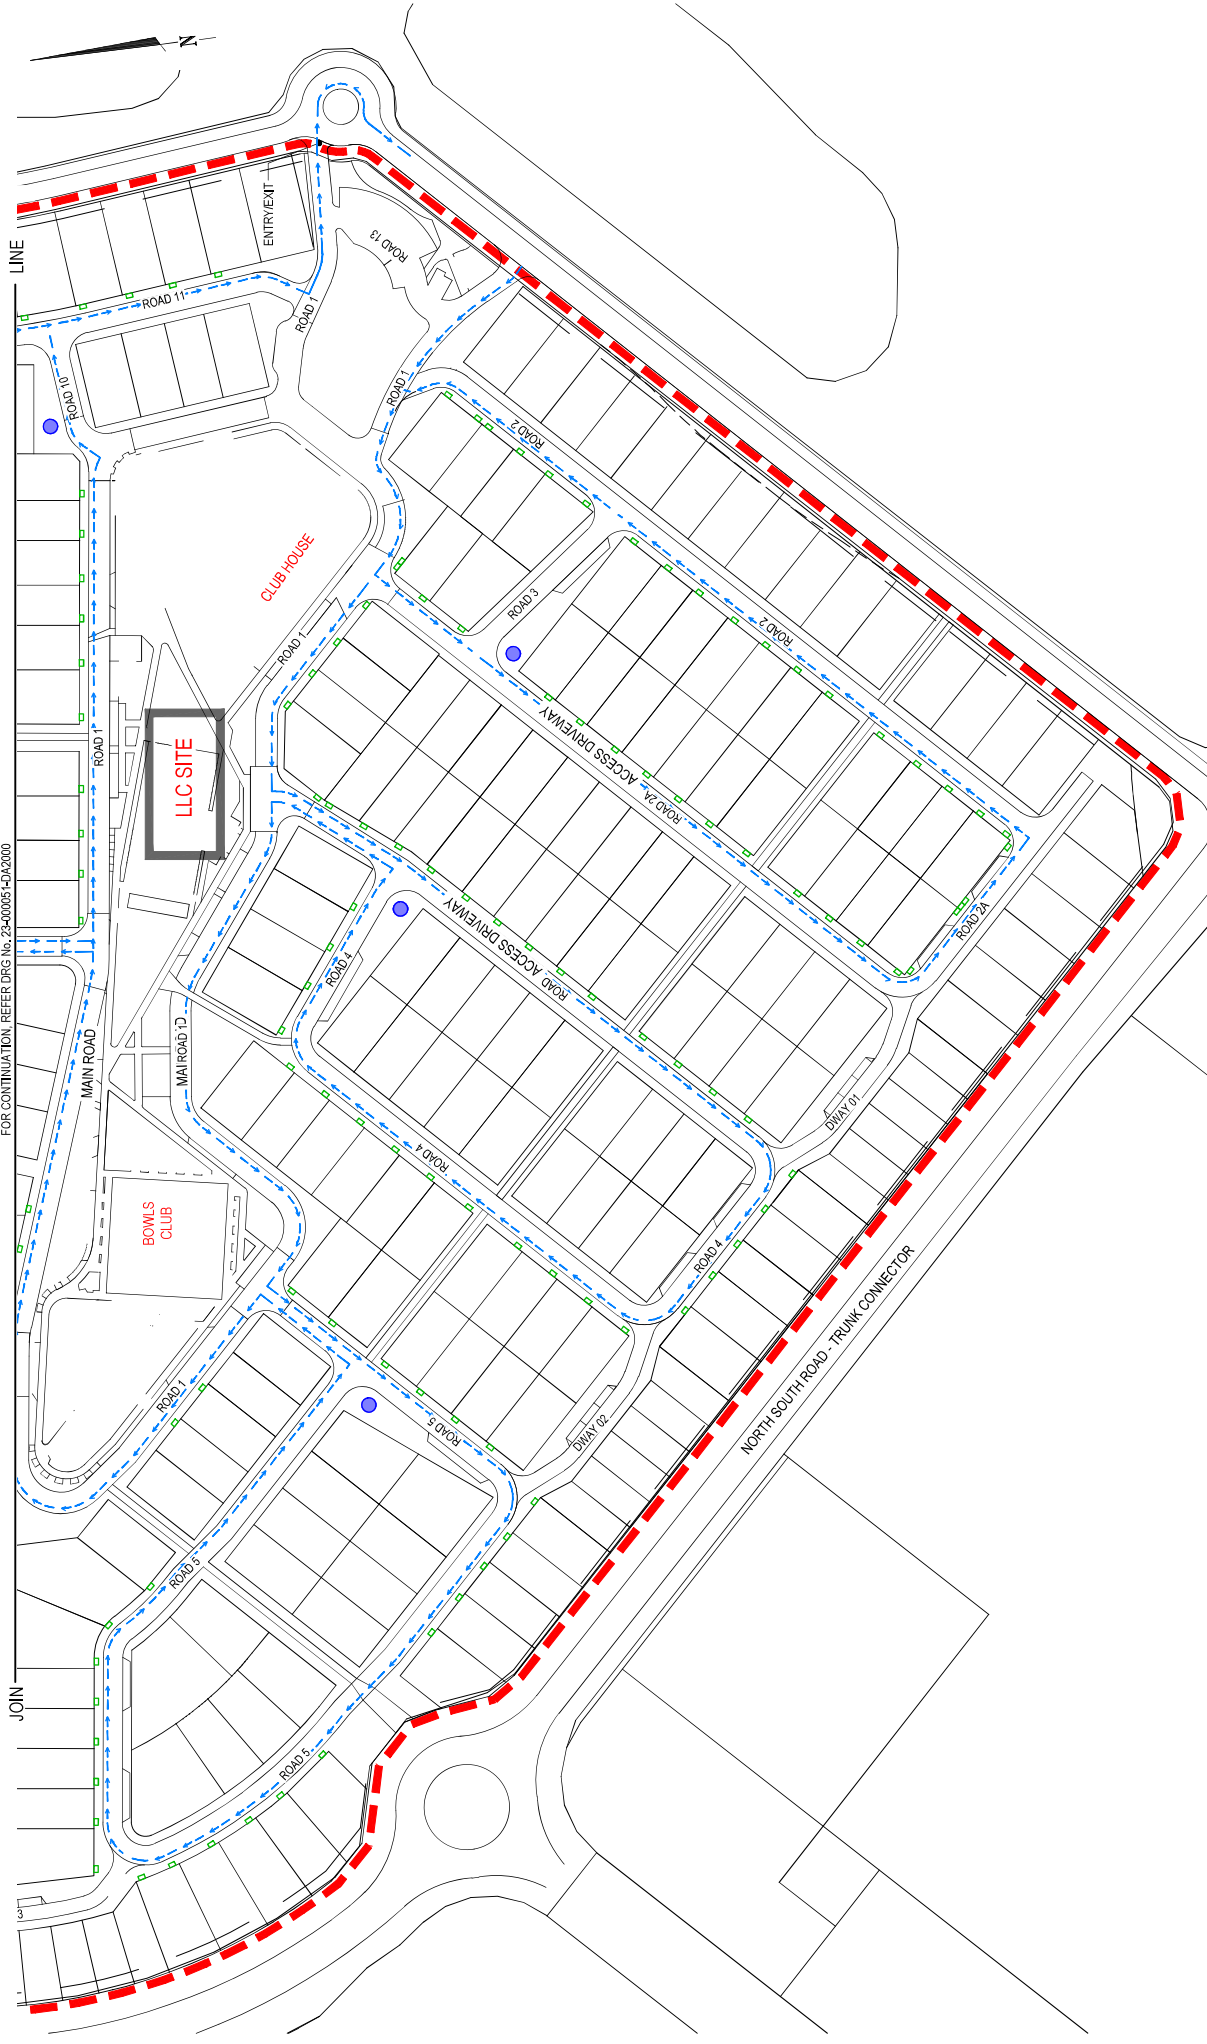 N
LINE
ENTRY/EXIT
ROAD 13
ROAD 11
ROAD 1
ROAD 10
ROAD 1
ROAD 2
CLUB HOUSE
ROAD 3
ROAD 2
ROAD 1
ROAD 1
LLC SITE
ACCESS DRIVEWAY
ROAD 2A
FOR CONTINUATION, REFER DRG No. 23-000051-DA2000
ROAD 2A
ACCESS DRIVEWAY
ROAD
ROAD 4
MAIN ROAD
MAIROAD 1D
DWAY 01
ROAD 4
BOWLS
CLUB
ROAD 4
NORTH SOUTH ROAD - TRUNK CONNECTOR
ROAD 1
ROAD 5
DWAY 02
ROAD 5
JOIN
ROAD 5
3